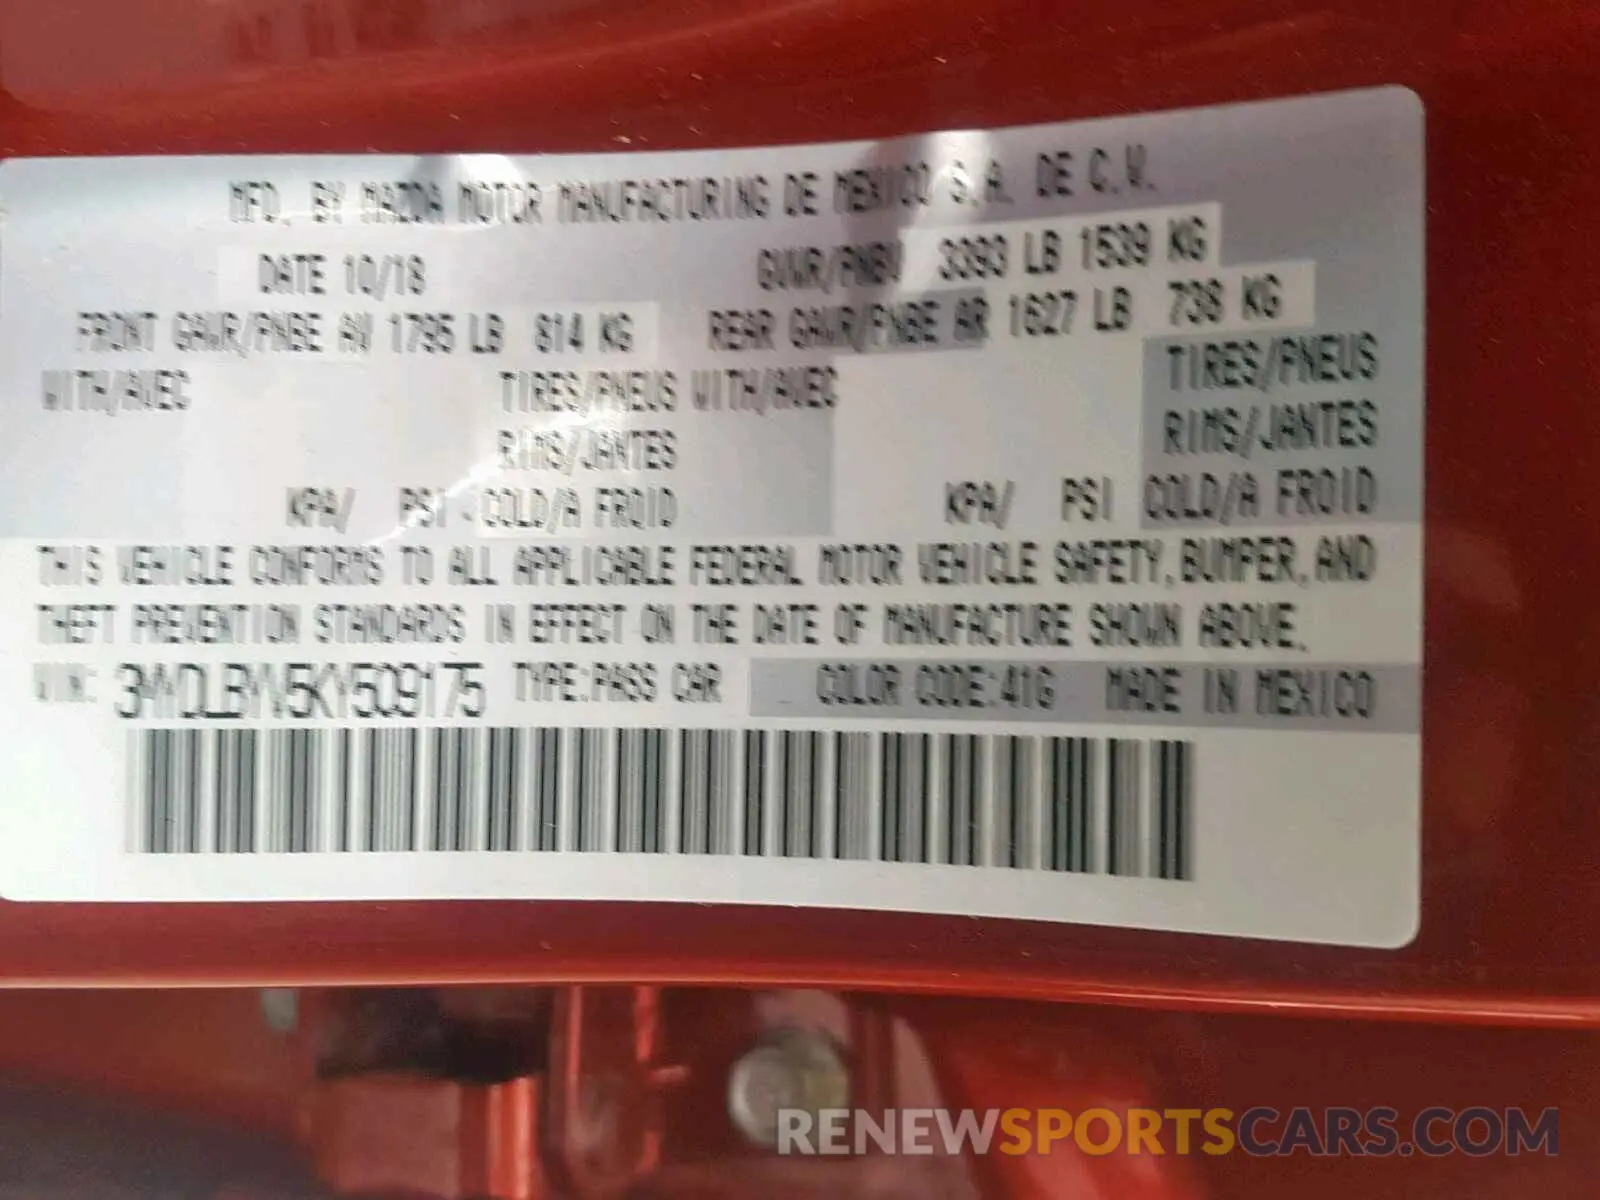 MFD. BY MAZDA MOTOR MANUFACTURING DE MEXICO S.A. DE C.V.
DATE 10/18 GVWR/PNBV 3393 LB 1539 KG
FRONT GAWR/PNBE AV 1795 LB 814 KG REAR GAWR/PNBE AR 1627 LB 738 KG
WITH/AVEC TIRES/PNEUS WITH/AVEC TIRES/PNEUS
RIMS/JANTES RIMS/JANTES
KPA/ PSI COLD/A FROID KPA/ PSI COLD/A FROID
THIS VEHICLE CONFORMS TO ALL APPLICABLE FEDERAL MOTOR VEHICLE SAFETY, BUMPER, AND
THEFT PREVENTION STANDARDS IN EFFECT ON THE DATE OF MANUFACTURE SHOWN ABOVE.
VIN: 3MYDLBYV5KY509175 TYPE:PASS CAR COLOR CODE:41G MADE IN MEXICO
RENEWSPORTSCARS.COM